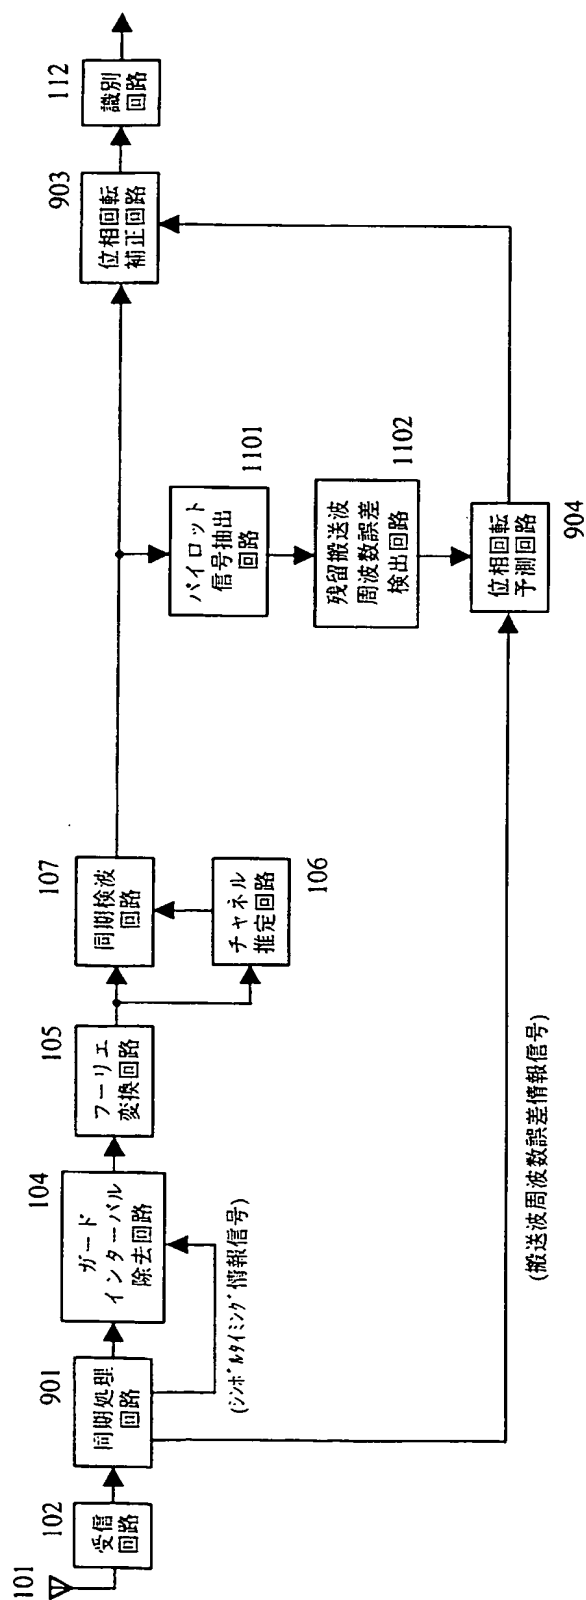 101
102
受信
回路
901
同期処理
回路
(シンボルタイミング情報信号)
104
ガード
インターバル
除去回路
105
フーリエ
変換回路
107
同期検波
回路
106
チャネル
推定回路
1101
パイロット
信号抽出
回路
1102
残留搬送波
周波数誤差
検出回路
903
位相回転
補正回路
112
識別
回路
904
位相回転
予測回路
(搬送波周波数誤差情報信号)